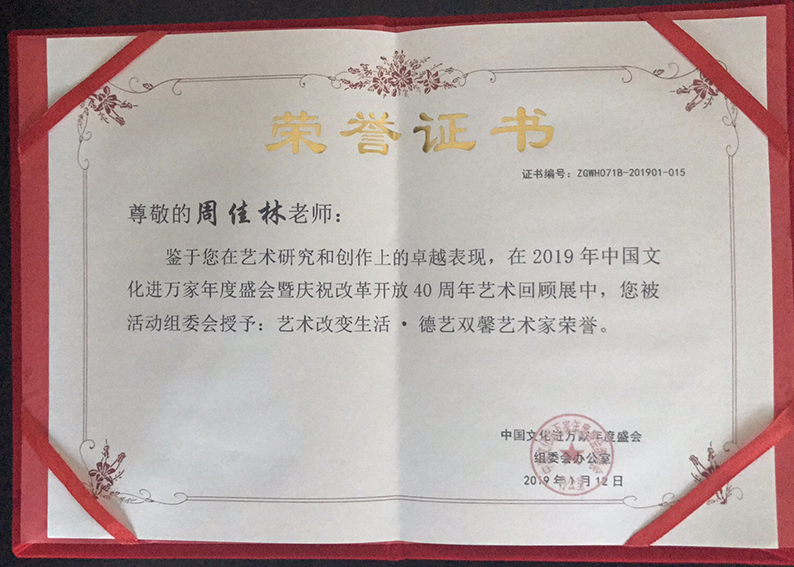 荣誉证书
证书编号：ZGWH071B-201901-015
尊敬的周佳林老师：
鉴于您在艺术研究和创作上的卓越表现，在2019年中国文
化进万家年度盛会暨庆祝改革开放40周年艺术回顾展中，您被
活动组委会授予：艺术改变生活·德艺双馨艺术家荣誉。
中国文化进万家年度盛会
组委会办公室
2019年1月12日